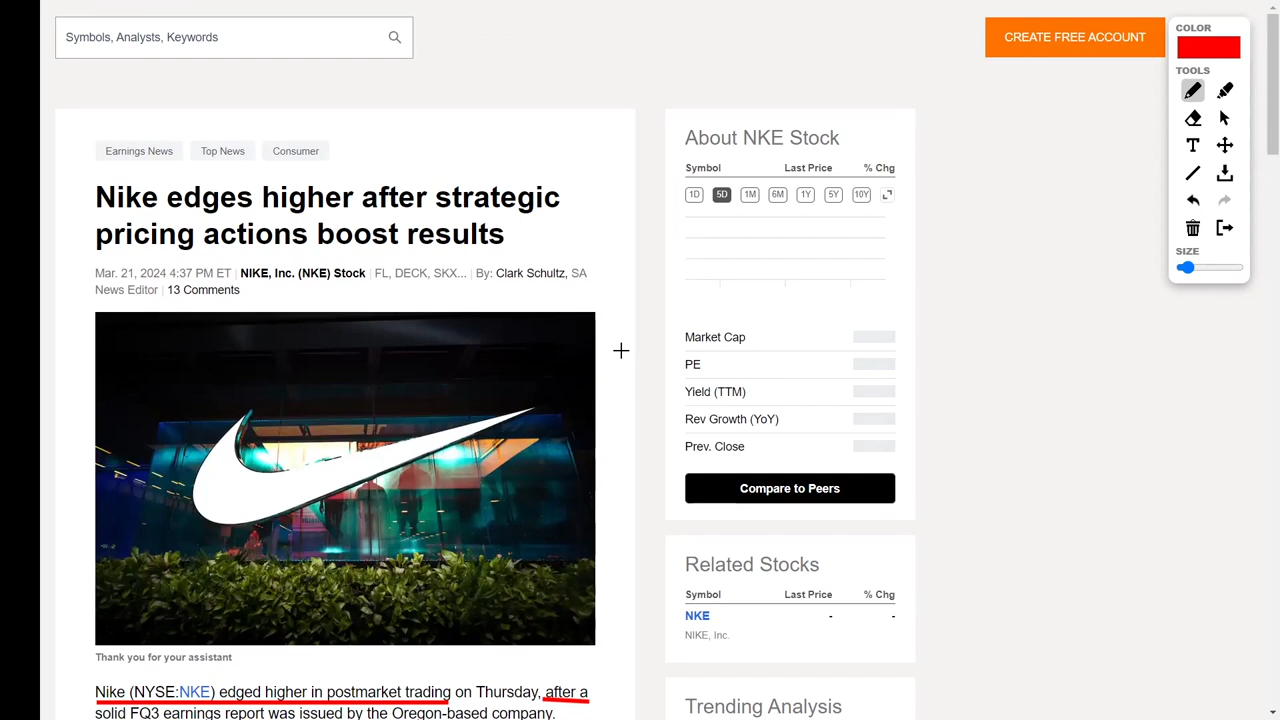 Symbols, Analysts, Keywords
CREATE FREE ACCOUNT
COLOR
TOOLS
SIZE
Earnings News
Top News
Consumer
Nike edges higher after strategic
pricing actions boost results
Mar. 21, 2024 4:37 PM ET | NIKE, Inc. (NKE) Stock | FL, DECK, SKX... | By: Clark Schultz, SA
News Editor | 13 Comments
Thank you for your assistant
Nike (NYSE:NKE) edged higher in postmarket trading on Thursday, after a
solid FQ3 earnings report was issued by the Oregon-based company.
About NKE Stock
Symbol Last Price % Chg
1D 5D 1M 6M 1Y 5Y 10Y
Market Cap
PE
Yield (TTM)
Rev Growth (YoY)
Prev. Close
Compare to Peers
Related Stocks
Symbol Last Price % Chg
NKE - -
NIKE, Inc.
Trending Analysis